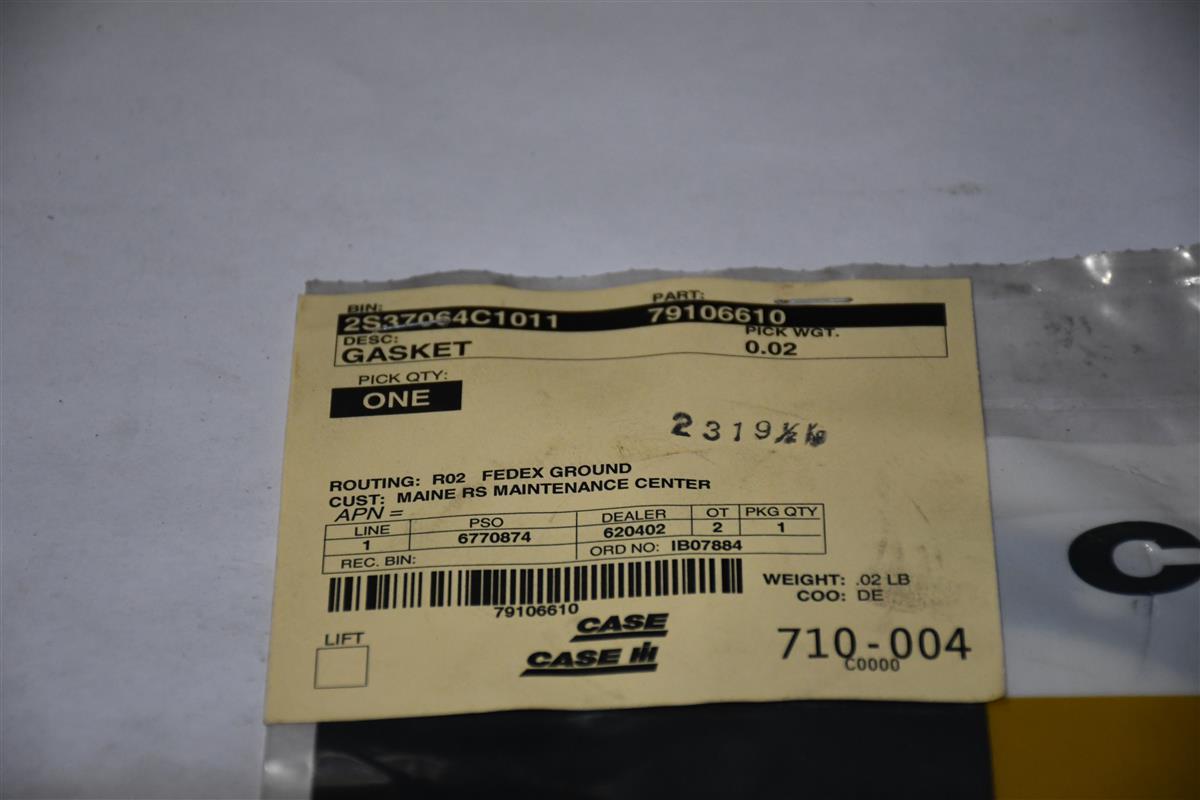 BIN: PART:
2S37064C1011 79106610
DESC: PICK WGT.
GASKET 0.02
PICK QTY:
ONE
2319½
ROUTING: R02 FEDEX GROUND
CUST: MAINE RS MAINTENANCE CENTER
APN =
LINE PSO DEALER OT PKG QTY
1 6770874 620402 2 1
REC. BIN: ORD NO: IB07884
79106610
WEIGHT: .02 LB
COO: DE
LIFT
CASE
CASE IH
710-004
C0000
C